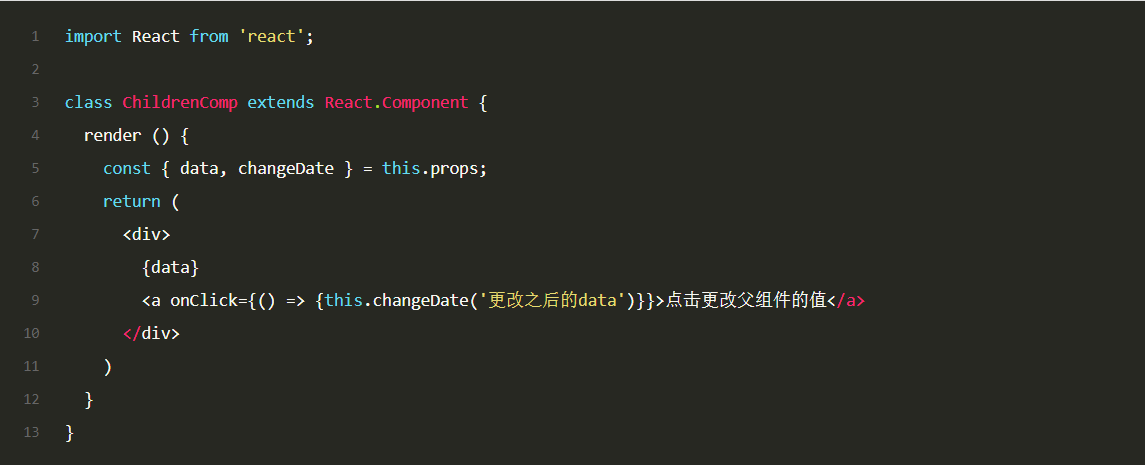 1 import React from 'react';
2
3 class ChildrenComp extends React.Component {
4   render () {
5     const { data, changeDate } = this.props;
6     return (
7       <div>
8         {data}
9         <a onClick={() => {this.changeDate('更改之后的data')}}>点击更改父组件的值</a>
10       </div>
11     )
12   }
13 }